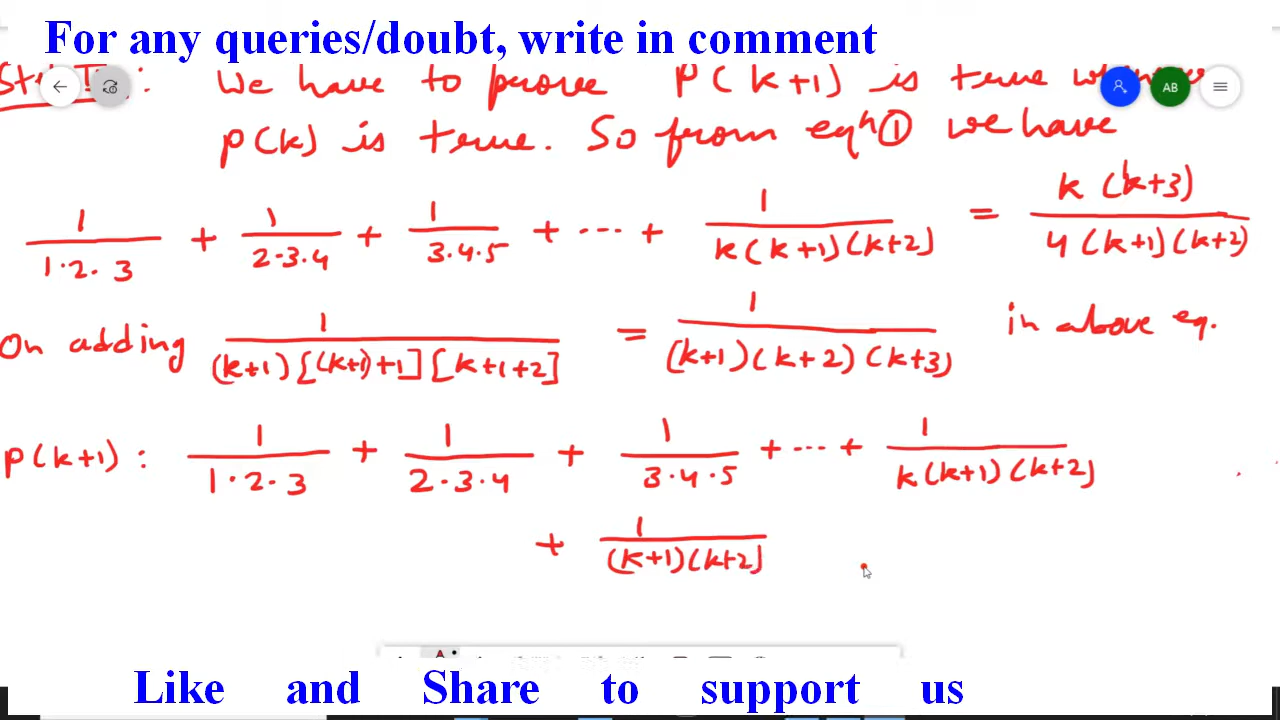 For any queries/doubt, write in comment
: We have to prove P(k+1) is true
AB
P(k) is true. So from eqⁿ ① we have
1/(1·2·3) + 1/(2·3·4) + 1/(3·4·5) + ... + 1/(k(k+1)(k+2)) = k(k+3)/(4(k+1)(k+2))
On adding 1/((k+1)[(k+1)+1][k+1+2]) = 1/((k+1)(k+2)(k+3)) in above eq.
P(k+1) : 1/(1·2·3) + 1/(2·3·4) + 1/(3·4·5) + ... + 1/(k(k+1)(k+2))
+ 1/((k+1)(k+2)
Like and Share to support us